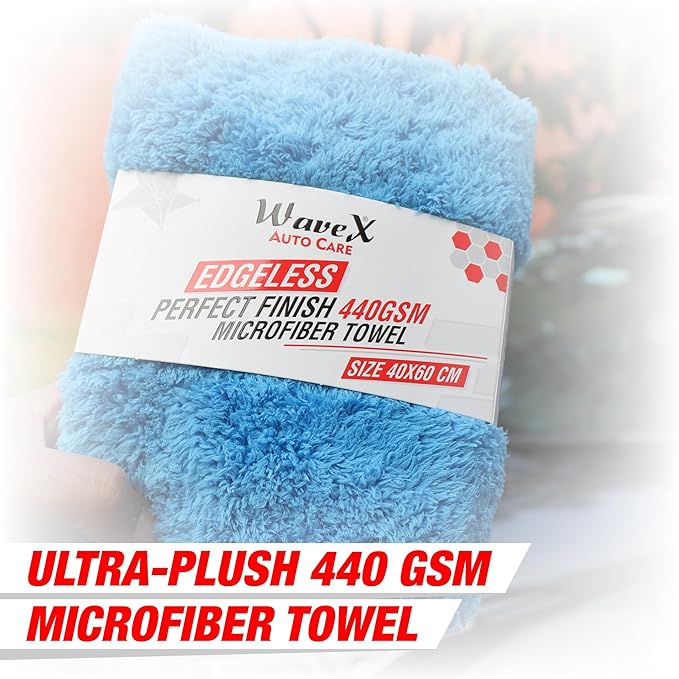 WaveX®
AUTO CARE
EDGELESS
PERFECT FINISH 440GSM
MICROFIBER TOWEL
SIZE 40X60 CM
ULTRA-PLUSH 440 GSM
MICROFIBER TOWEL